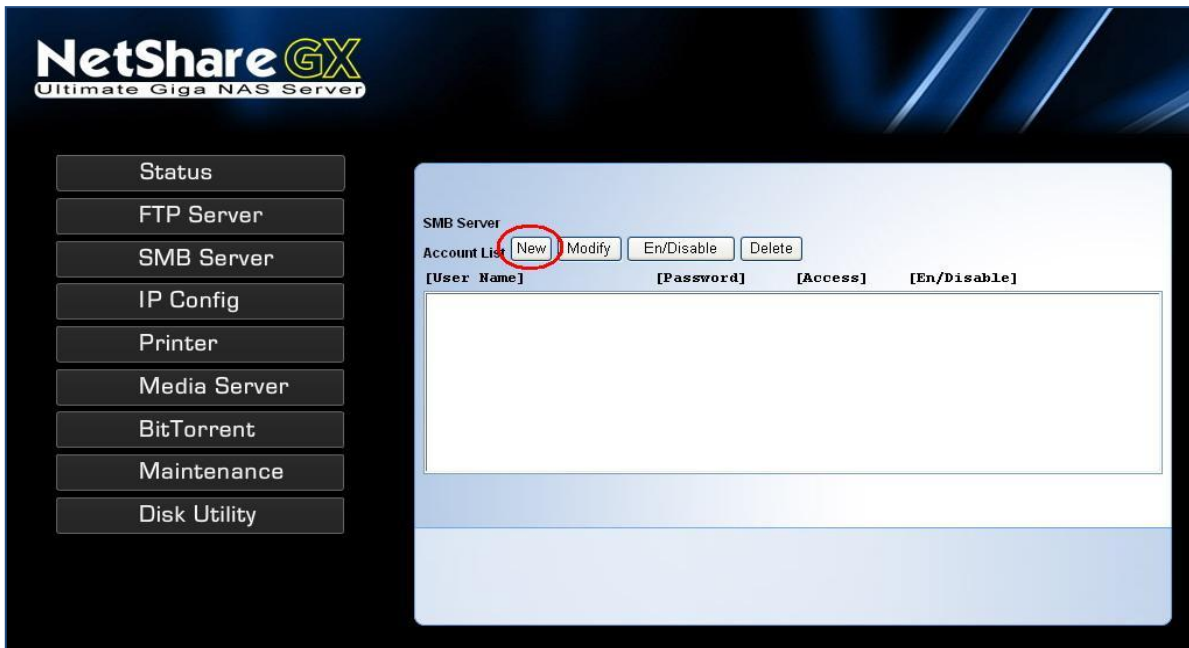 NetShare GX
Ultimate Giga NAS Server
Status
FTP Server
SMB Server
IP Config
Printer
Media Server
BitTorrent
Maintenance
Disk Utility
SMB Server
Account List New Modify En/Disable Delete
[User Name] [Password] [Access] [En/Disable]